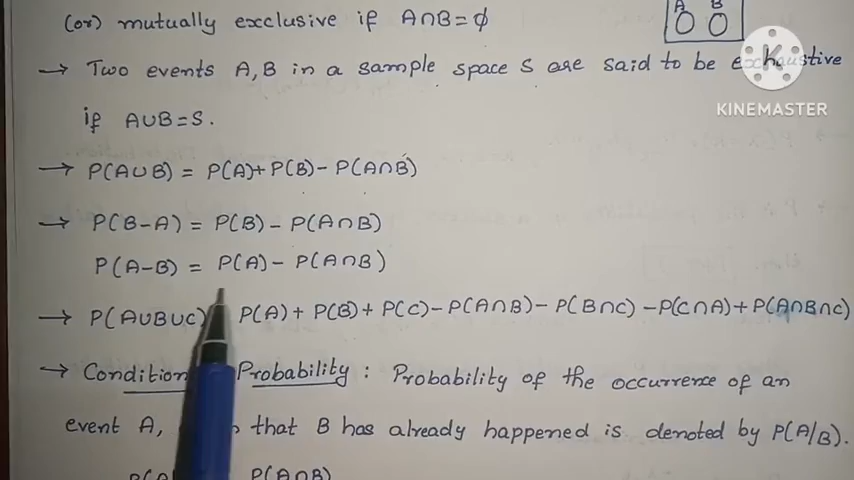 A B
(or) mutually exclusive if A∩B=ϕ
→ Two events A, B in a sample space S are said to be exhaustive
K
KINEMASTER
if A∪B=S.
→ P(A∪B) = P(A)+P(B)-P(A∩B)
→ P(B-A) = P(B)-P(A∩B)
P(A-B) = P(A)-P(A∩B)
→ P(A∪B∪C) P(A)+P(B)+P(C)-P(A∩B)-P(B∩C)-P(C∩A)+P(A∩B∩C)
→ Condition Probability : Probability of the occurrence of an
event A, that B has already happened is denoted by P(A/B).
P(A∩B)